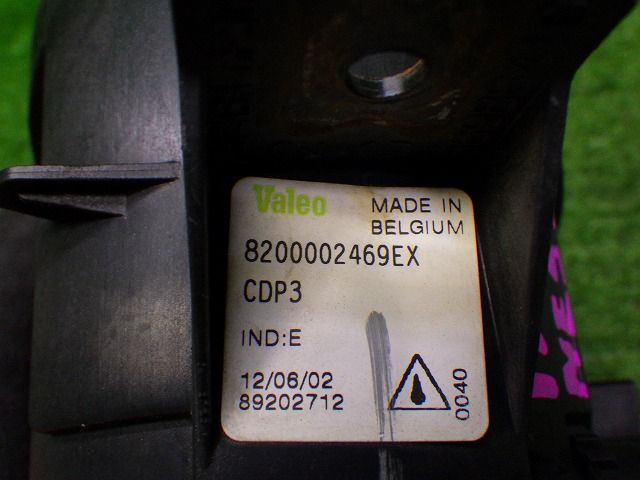 Valeo
MADE IN
BELGIUM
8200002469EX
CDP3
IND:E
12/06/02
89202712
0040